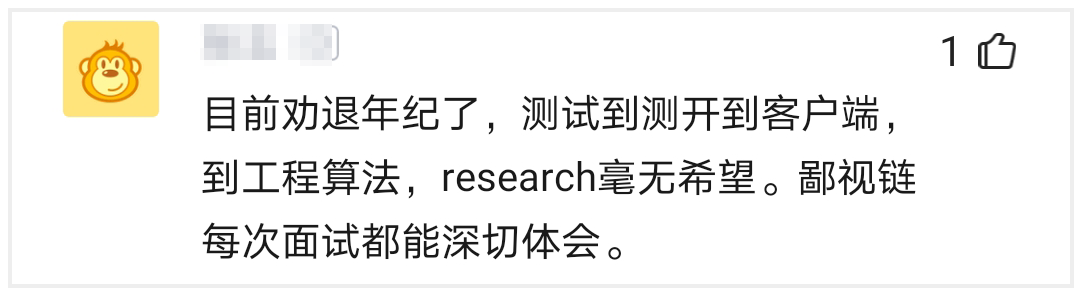 1
目前劝退年纪了，测试到测开到客户端，
到工程算法，research毫无希望。鄙视链
每次面试都能深切体会。